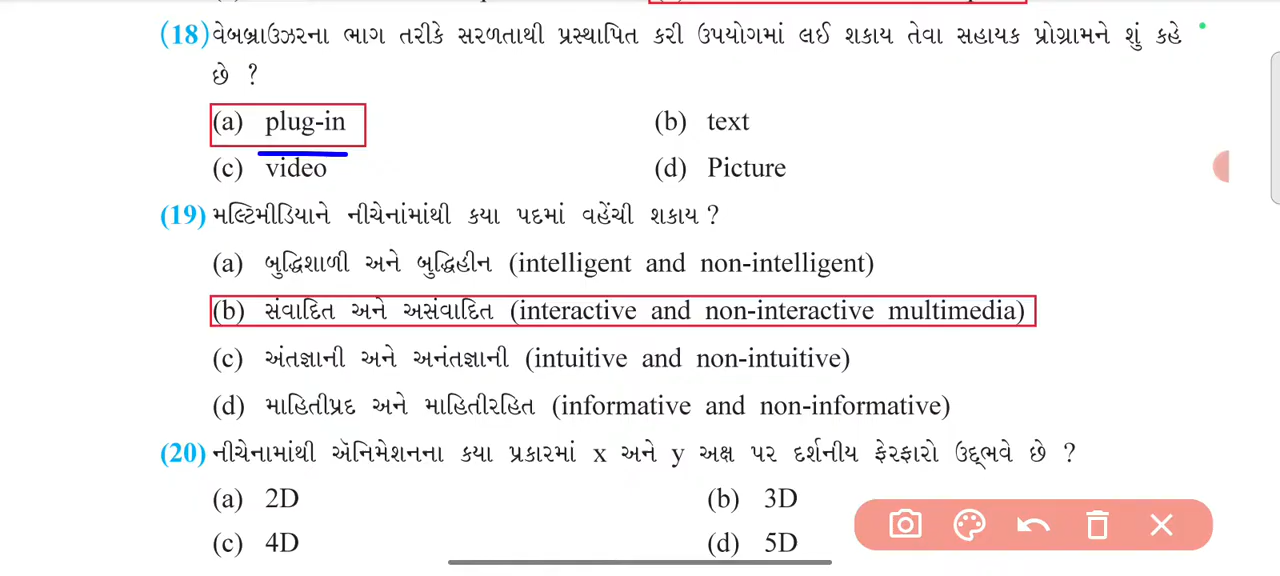 (18) વેબબ્રાઉઝરના ભાગ તરીકે સરળતાથી પ્રસ્થાપિત કરી ઉપયોગમાં લઈ શકાય તેવા સહાયક પ્રોગ્રામને શું કહે
છે ?
(a) plug-in (b) text
(c) video (d) Picture
(19) મલ્ટિમીડિયાને નીચેનાંમાંથી કયા પદમાં વહેંચી શકાય ?
(a) બુદ્ધિશાળી અને બુદ્ધિહીન (intelligent and non-intelligent)
(b) સંવાદિત અને અસંવાદિત (interactive and non-interactive multimedia)
(c) અંતજ્ઞાની અને અનંતજ્ઞાની (intuitive and non-intuitive)
(d) માહિતીપ્રદ અને માહિતીરહિત (informative and non-informative)
(20) નીચેનામાંથી ઍનિમેશનના કયા પ્રકારમાં x અને y અક્ષ પર દર્શનીય ફેરફારો ઉદ્ભવે છે ?
(a) 2D (b) 3D
(c) 4D (d) 5D